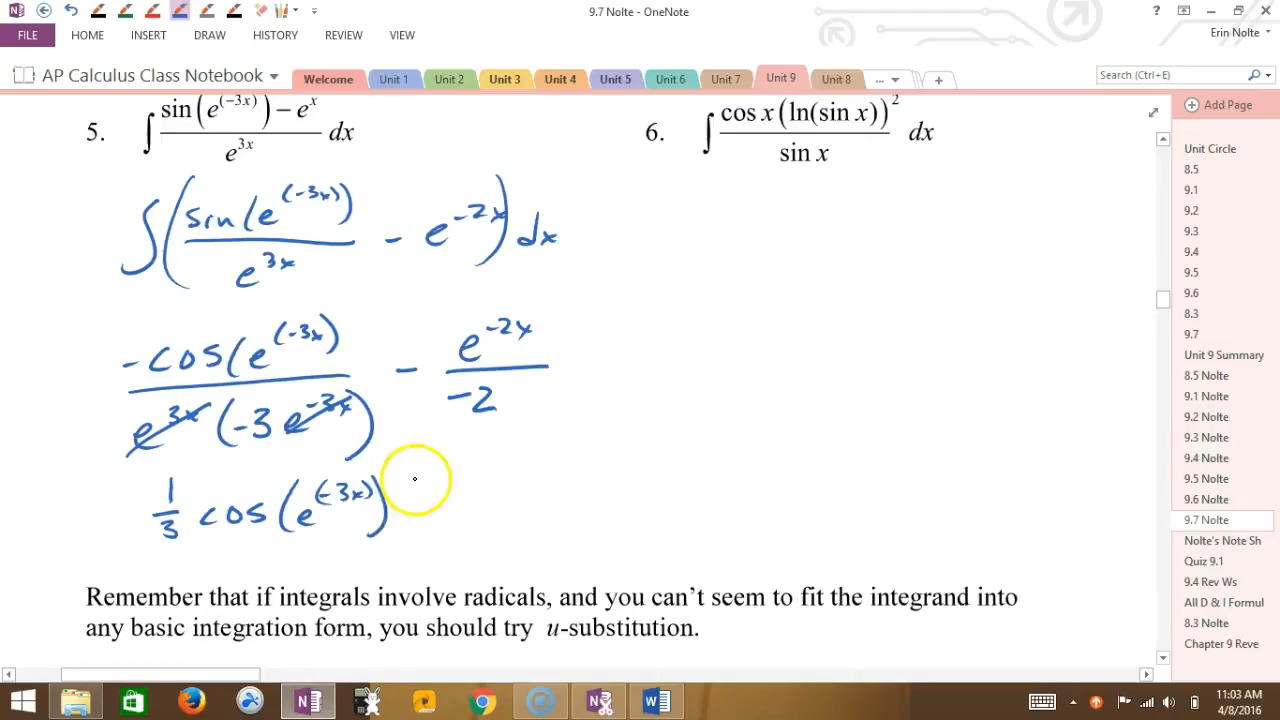 9.7 Nolte - OneNote
FILE HOME INSERT DRAW HISTORY REVIEW VIEW
Erin Nolte
AP Calculus Class Notebook
Welcome Unit 1 Unit 2 Unit 3 Unit 4 Unit 5 Unit 6 Unit 7 Unit 9 Unit 8 ... +
Search (Ctrl+E)
5. ∫ (sin(e^(-3x)) − e^x)/e^(3x) dx
6. ∫ (cos x (ln(sin x))^2)/(sin x) dx
∫ ( sin(e^(-3x))/e^(3x) − e^(-2x) ) dx
-cos(e^(-3x))/(e^(3x) (-3 e^(-3x))) − e^(-2x)/(-2)
1/3 cos(e^(-3x))
Remember that if integrals involve radicals, and you can’t seem to fit the integrand into
any basic integration form, you should try u-substitution.
Add Page
Unit Circle
8.5
9.1
9.2
9.3
9.4
9.5
9.6
8.3
9.7
Unit 9 Summary
8.5 Nolte
9.1 Nolte
9.2 Nolte
9.3 Nolte
9.4 Nolte
9.5 Nolte
9.6 Nolte
9.7 Nolte
Nolte's Note Sh
Quiz 9.1
9.4 Rev Ws
All D & I Formul
8.3 Nolte
Chapter 9 Reve
11:03 AM
4/8/2016